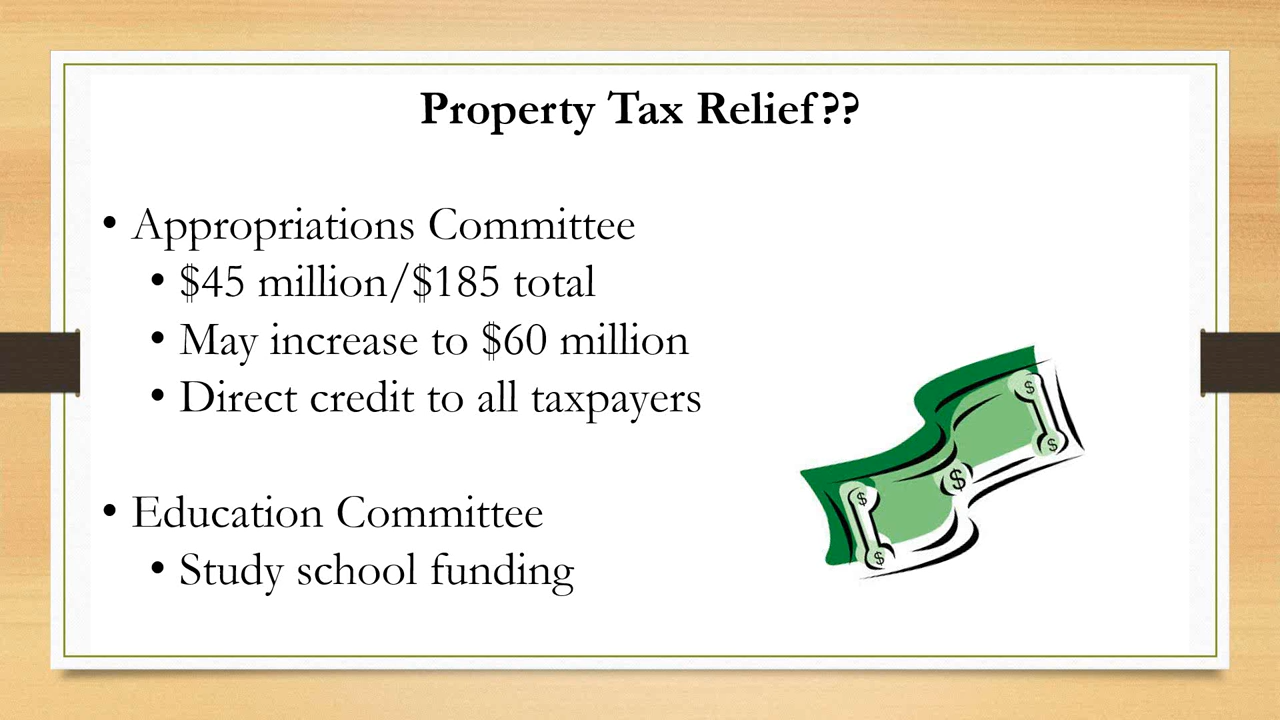 Property Tax Relief??
• Appropriations Committee
• $45 million/$185 total
• May increase to $60 million
• Direct credit to all taxpayers
• Education Committee
• Study school funding
$
$
$
$
$